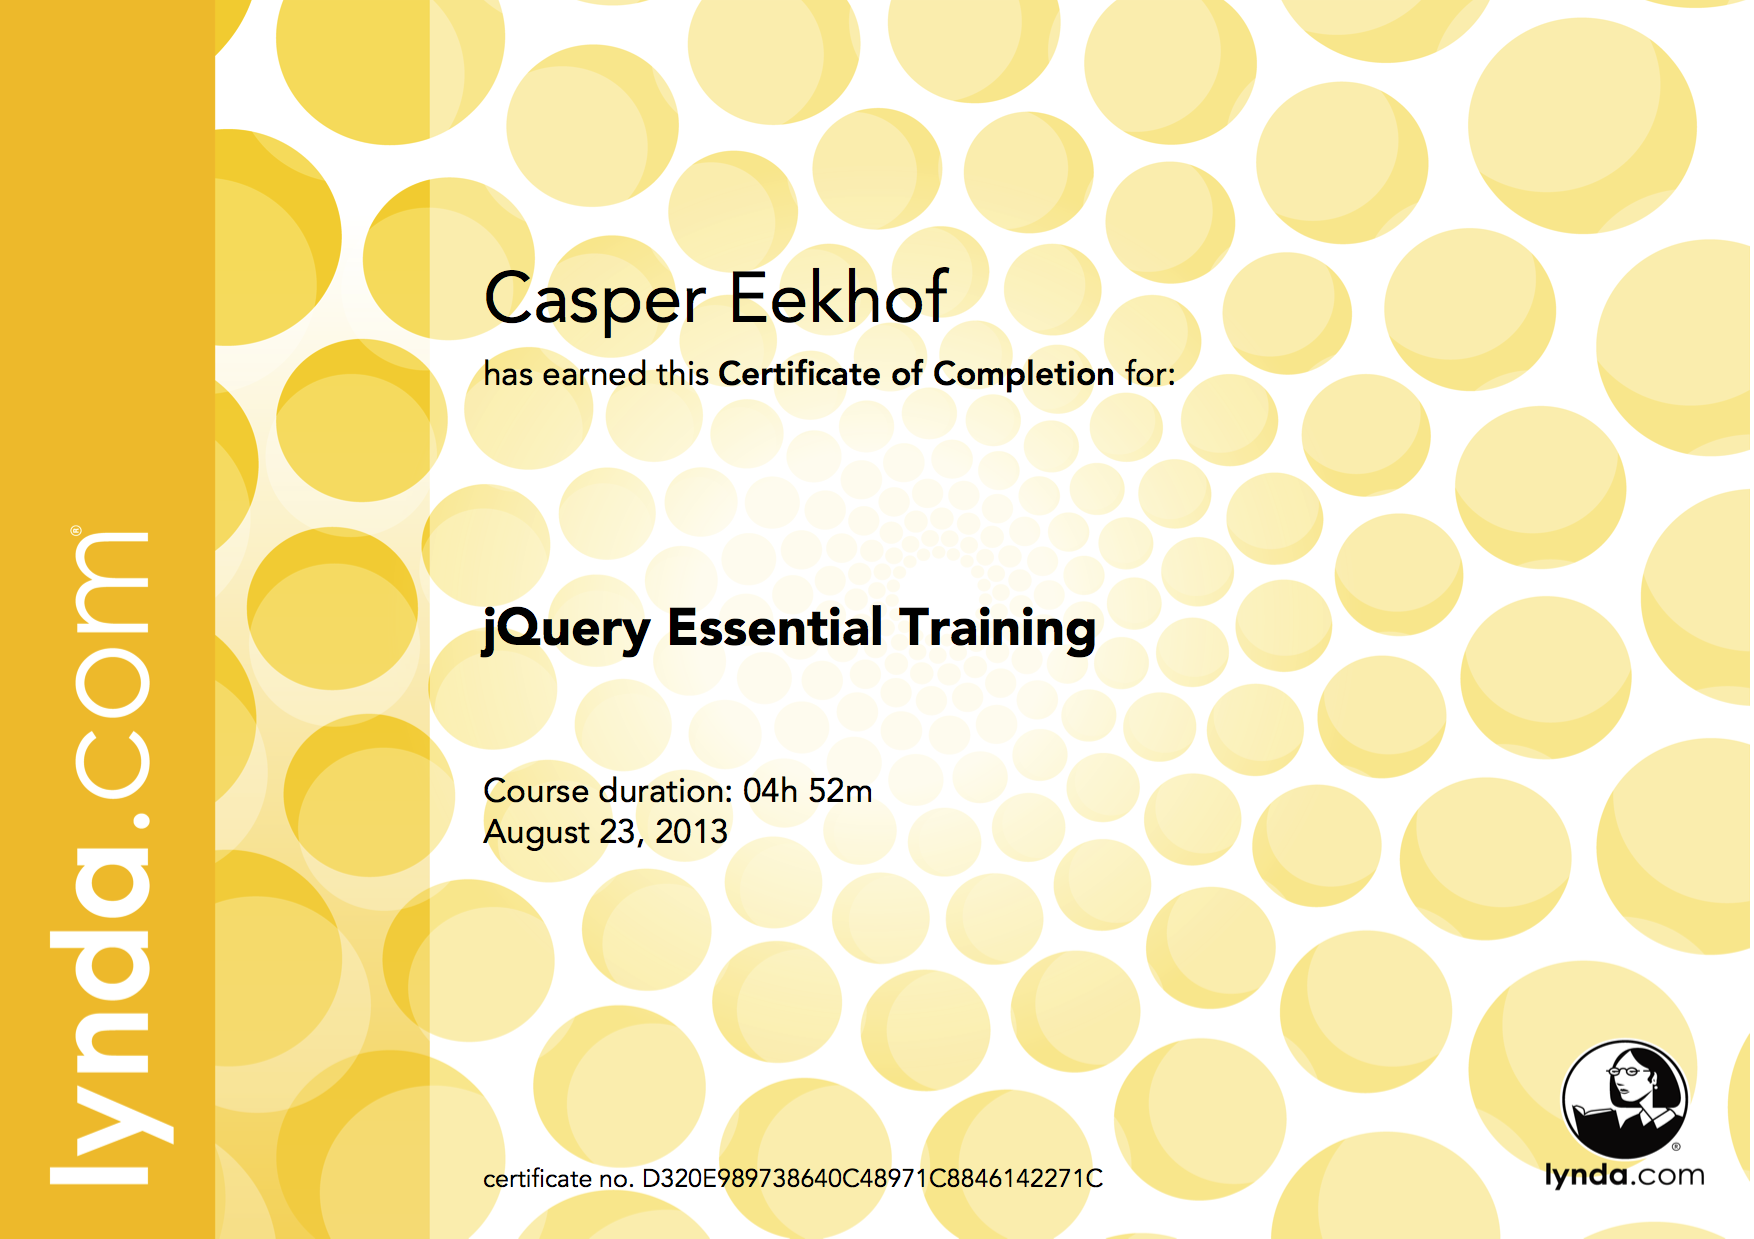 lynda.com®
Casper Eekhof
has earned this Certificate of Completion for:
jQuery Essential Training
Course duration: 04h 52m
August 23, 2013
certificate no. D320E989738640C48971C8846142271C
®
lynda.com